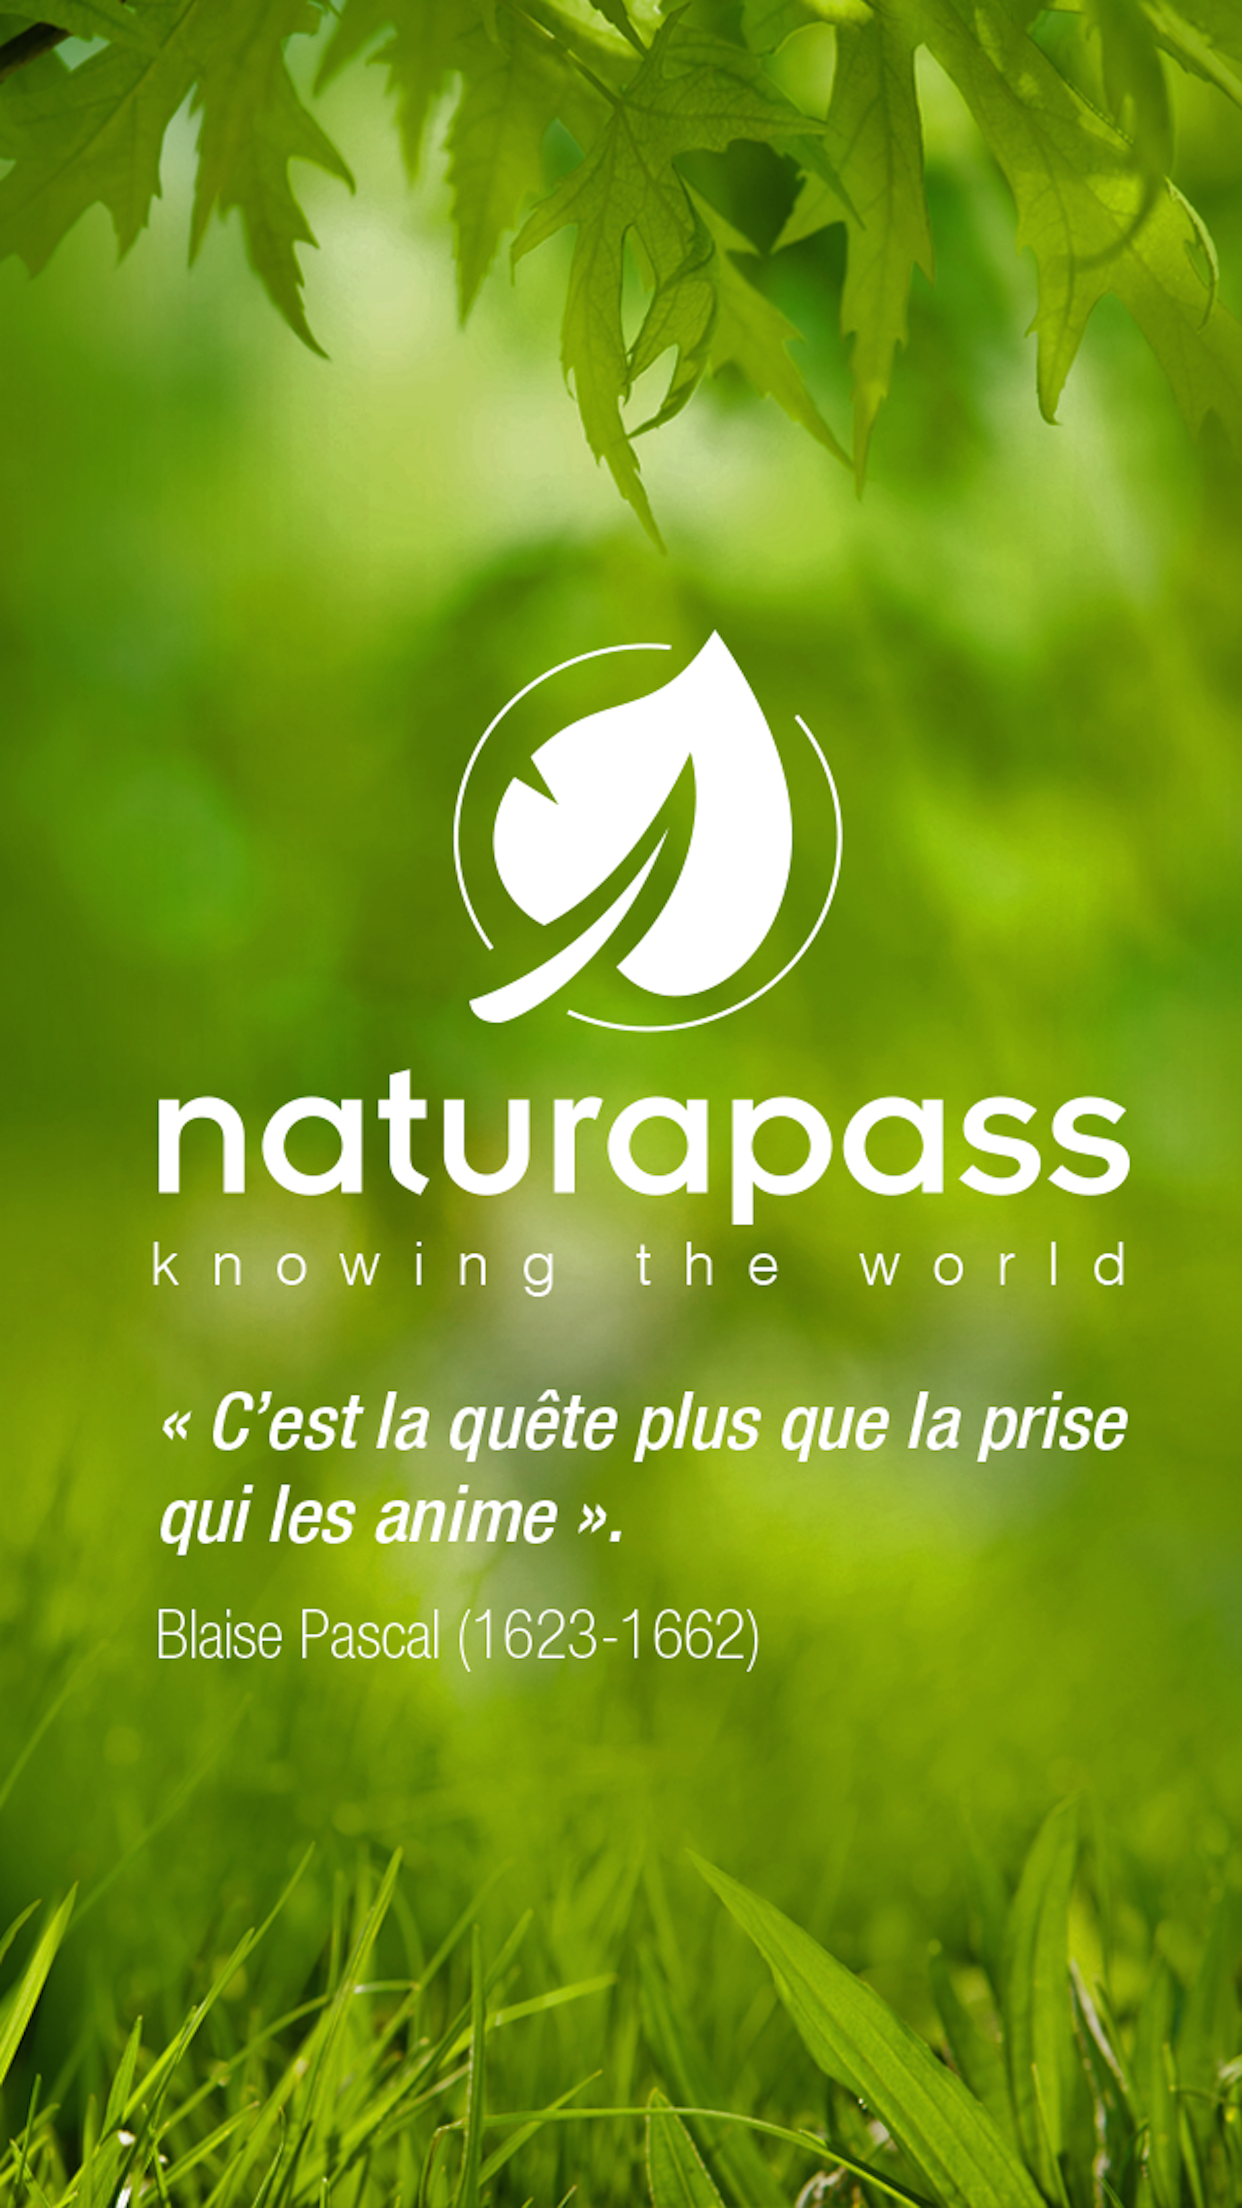 naturapass
knowing the world
« C’est la quête plus que la prise
qui les anime ».
Blaise Pascal (1623-1662)